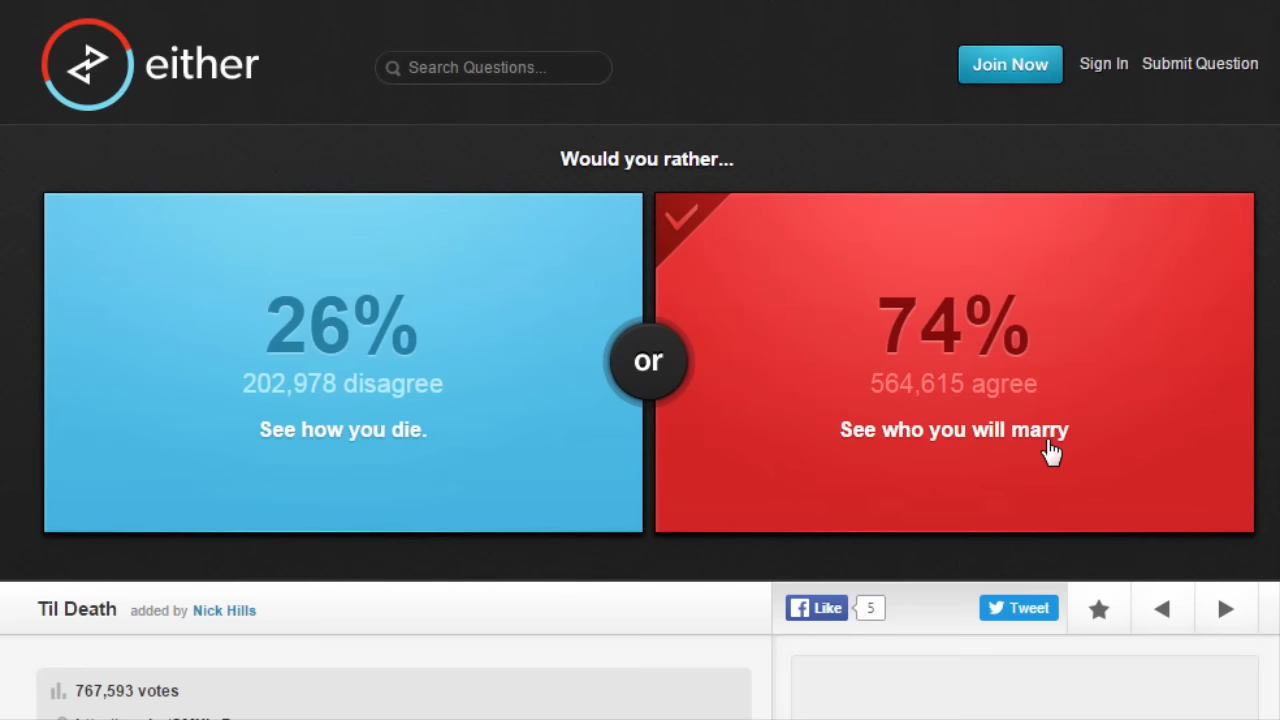 either
Search Questions...
Join Now
Sign In
Submit Question
Would you rather...
26%
202,978 disagree
See how you die.
or
74%
564,615 agree
See who you will marry
Til Death added by Nick Hills
Like 5
Tweet
767,593 votes